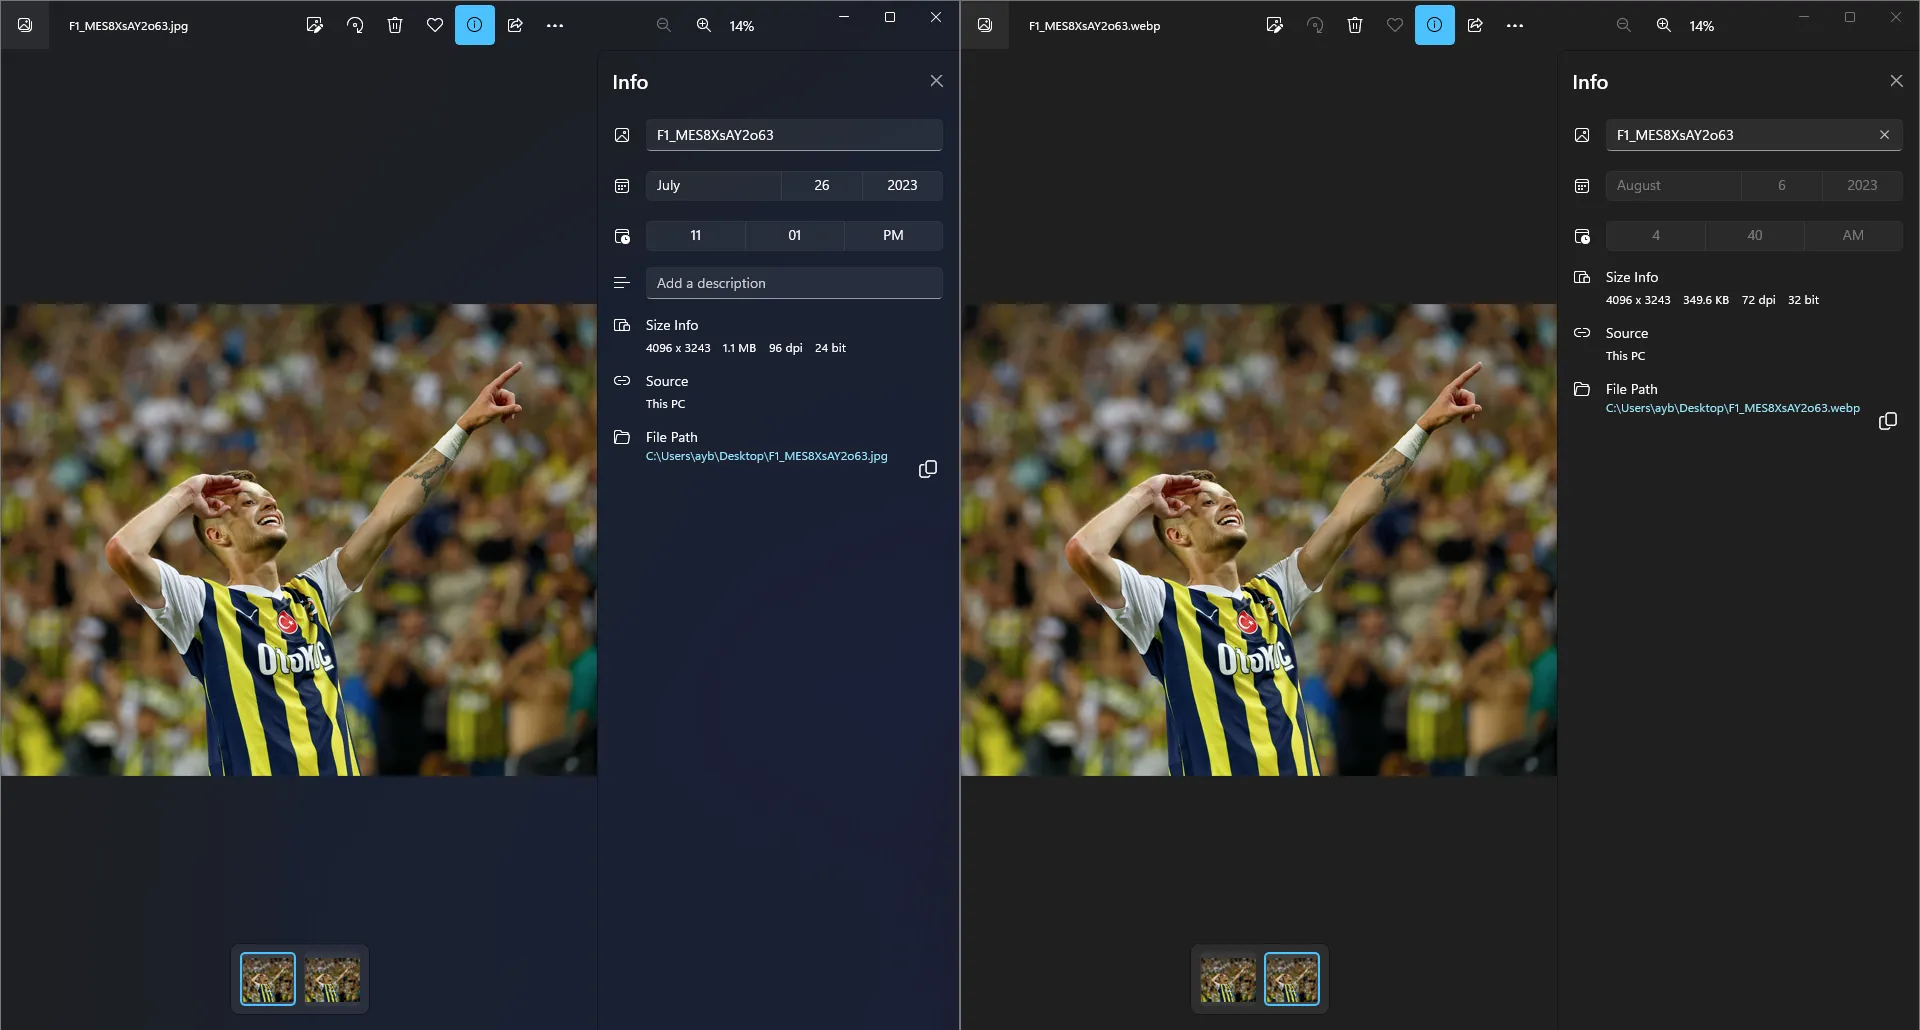 F1_MES8XsAY2o63.jpg
14%
Info
F1_MES8XsAY2o63
July 26 2023
11 01 PM
Add a description
Size Info
4096 x 3243 1.1 MB 96 dpi 24 bit
Source
This PC
File Path
C:\Users\ayb\Desktop\F1_MES8XsAY2o63.jpg
OTOKOÇ
F1_MES8XsAY2o63.webp
14%
Info
F1_MES8XsAY2o63
August 6 2023
4 40 AM
Size Info
4096 x 3243 349.6 KB 72 dpi 32 bit
Source
This PC
File Path
C:\Users\ayb\Desktop\F1_MES8XsAY2o63.webp
OTOKOÇ